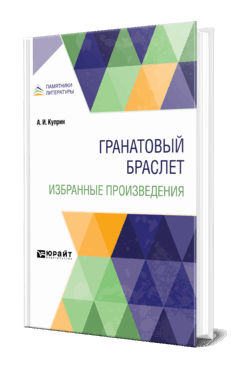 ПАМЯТНИКИ
ЛИТЕРАТУРЫ
А. И. Куприн
ГРАНАТОВЫЙ
БРАСЛЕТ
ИЗБРАННЫЕ ПРОИЗВЕДЕНИЯ
юрайт